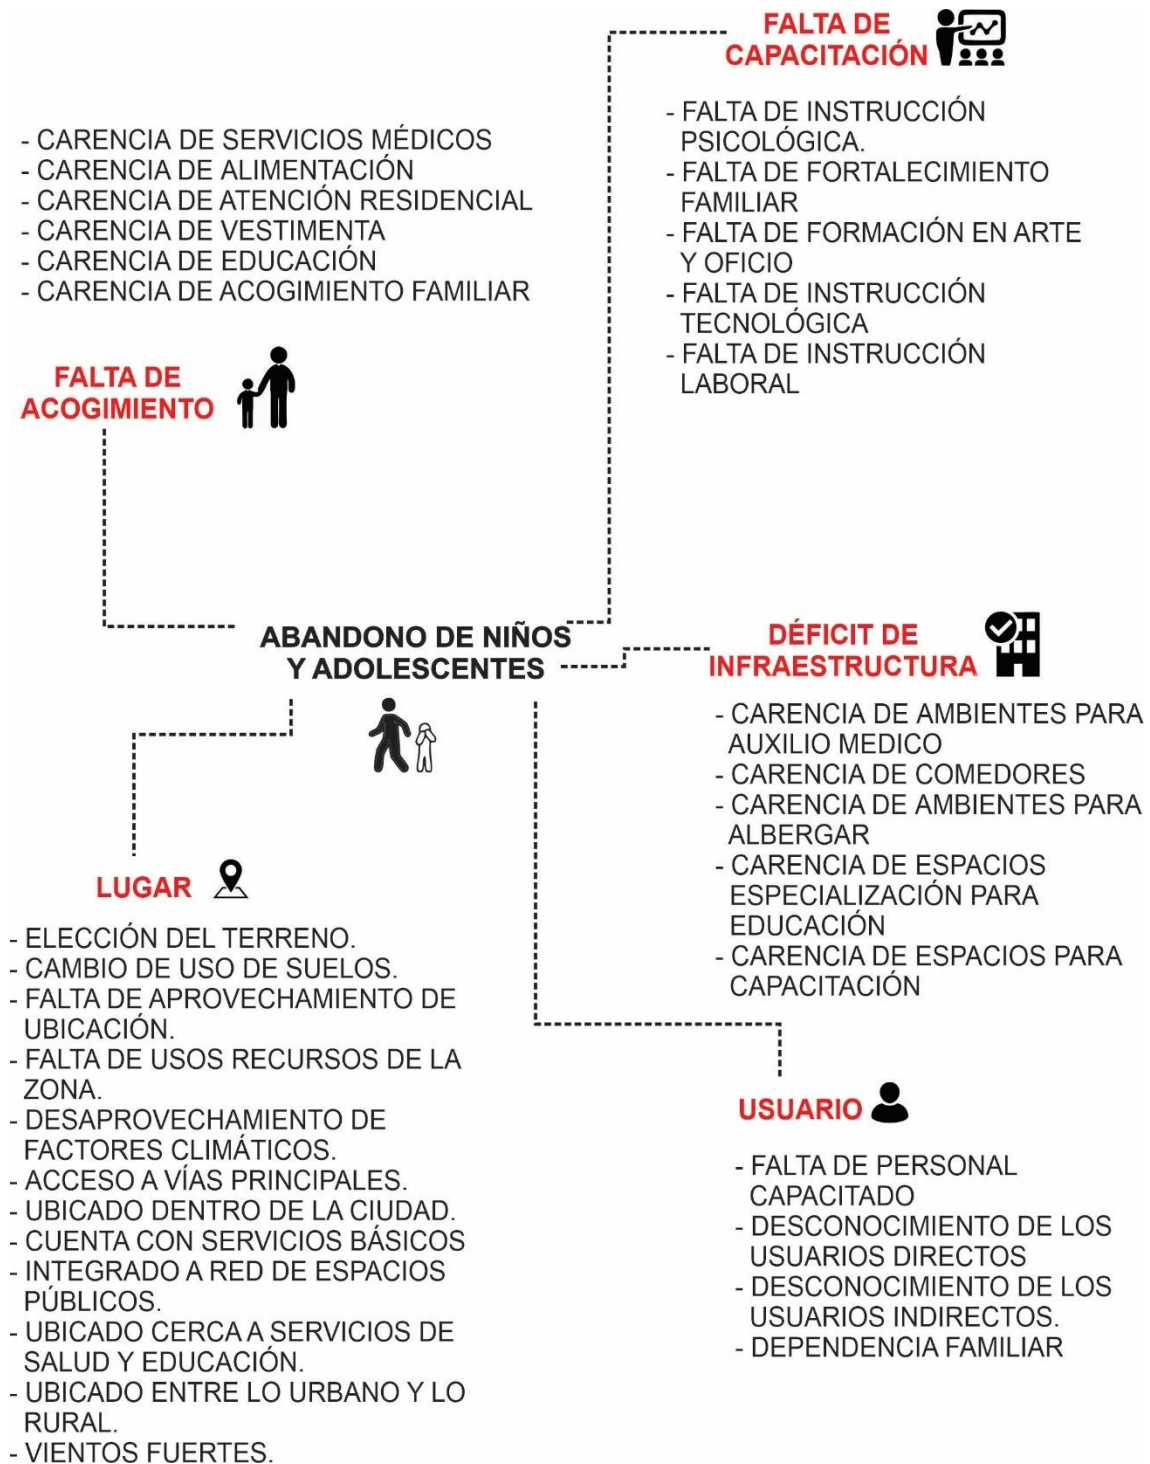 FALTA DE
CAPACITACIÓN
- FALTA DE INSTRUCCIÓN
PSICOLÓGICA.
- FALTA DE FORTALECIMIENTO
FAMILIAR
- FALTA DE FORMACIÓN EN ARTE
Y OFICIO
- FALTA DE INSTRUCCIÓN
TECNOLÓGICA
- FALTA DE INSTRUCCIÓN
LABORAL
- CARENCIA DE SERVICIOS MÉDICOS
- CARENCIA DE ALIMENTACIÓN
- CARENCIA DE ATENCIÓN RESIDENCIAL
- CARENCIA DE VESTIMENTA
- CARENCIA DE EDUCACIÓN
- CARENCIA DE ACOGIMIENTO FAMILIAR
FALTA DE
ACOGIMIENTO
ABANDONO DE NIÑOS
Y ADOLESCENTES
DÉFICIT DE
INFRAESTRUCTURA
- CARENCIA DE AMBIENTES PARA
AUXILIO MEDICO
- CARENCIA DE COMEDORES
- CARENCIA DE AMBIENTES PARA
ALBERGAR
- CARENCIA DE ESPACIOS
ESPECIALIZACIÓN PARA
EDUCACIÓN
- CARENCIA DE ESPACIOS PARA
CAPACITACIÓN
LUGAR
- ELECCIÓN DEL TERRENO.
- CAMBIO DE USO DE SUELOS.
- FALTA DE APROVECHAMIENTO DE
UBICACIÓN.
- FALTA DE USOS RECURSOS DE LA
ZONA.
- DESAPROVECHAMIENTO DE
FACTORES CLIMÁTICOS.
- ACCESO A VÍAS PRINCIPALES.
- UBICADO DENTRO DE LA CIUDAD.
- CUENTA CON SERVICIOS BÁSICOS
- INTEGRADO A RED DE ESPACIOS
PÚBLICOS.
- UBICADO CERCA A SERVICIOS DE
SALUD Y EDUCACIÓN.
- UBICADO ENTRE LO URBANO Y LO
RURAL.
- VIENTOS FUERTES.
USUARIO
- FALTA DE PERSONAL
CAPACITADO
- DESCONOCIMIENTO DE LOS
USUARIOS DIRECTOS
- DESCONOCIMIENTO DE LOS
USUARIOS INDIRECTOS.
- DEPENDENCIA FAMILIAR